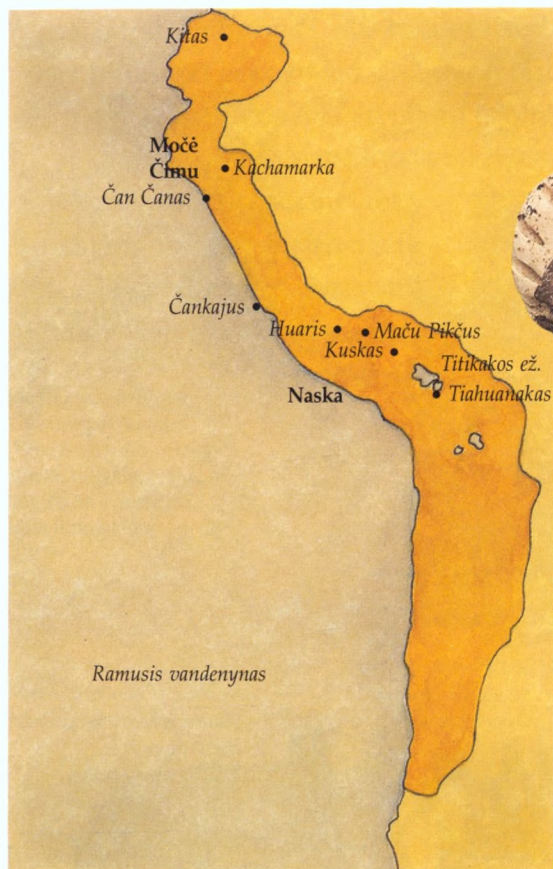 Kitas
Močė
Čimu
Kachamarka
Čan Čanas
Čankajus
Huaris
Maču Pikčus
Kuskas
Titikakos ež.
Naska
Tiahuanakas
Ramusis vandenynas